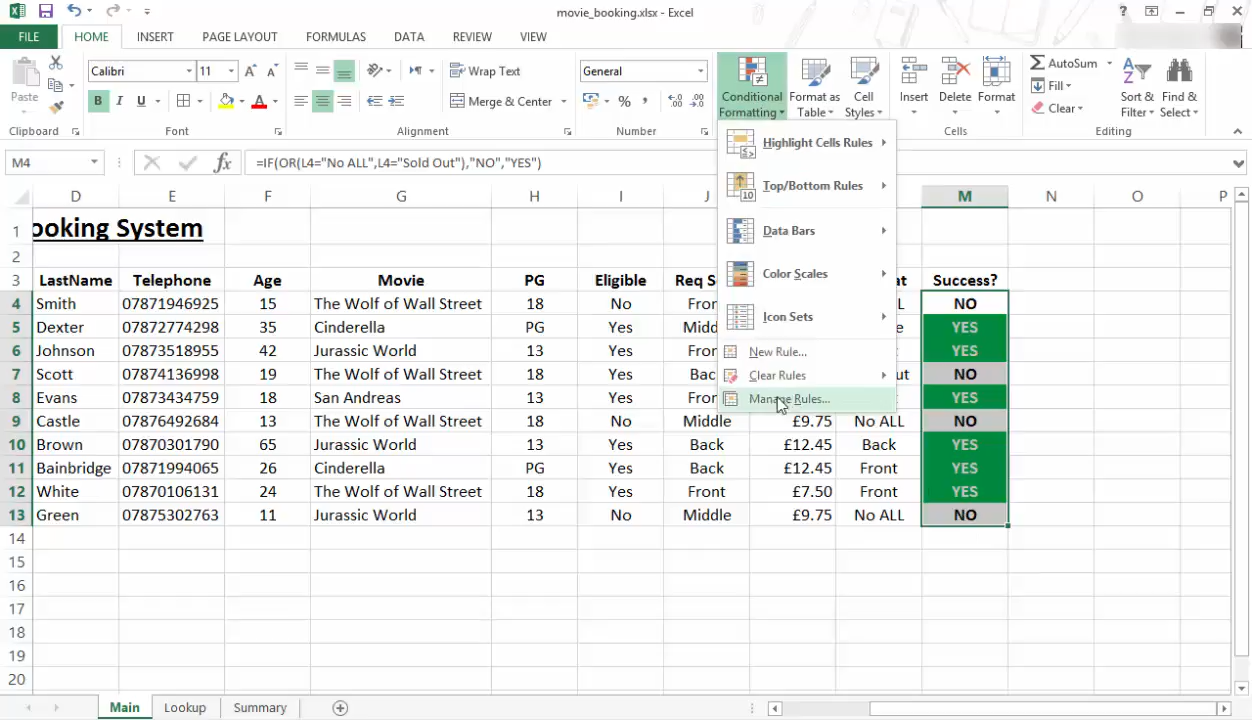 movie_booking.xlsx - Excel
FILE HOME INSERT PAGE LAYOUT FORMULAS DATA REVIEW VIEW
Paste
Calibri 11
B I U
Wrap Text
Merge & Center
General
%
Conditional Formatting
Format as Table
Cell Styles
Insert
Delete
Format
AutoSum
Fill
Clear
Sort & Filter
Find & Select
Clipboard Font Alignment Number Cells Editing
M4 fx =IF(OR(L4="No ALL",L4="Sold Out"),"NO","YES")
Highlight Cells Rules
Top/Bottom Rules
Data Bars
Color Scales
Icon Sets
New Rule...
Clear Rules
Manage Rules...
D E F G H I J M N O P
1 ooking System
2
3 LastName Telephone Age Movie PG Eligible Req S at Success?
4 Smith 07871946925 15 The Wolf of Wall Street 18 No Fron L NO
5 Dexter 07872774298 35 Cinderella PG Yes Midd e YES
6 Johnson 07873518955 42 Jurassic World 13 Yes Fron t YES
7 Scott 07874136998 19 The Wolf of Wall Street 18 Yes Bac out NO
8 Evans 07873434759 18 San Andreas 13 Yes Fron YES
9 Castle 07876492684 13 The Wolf of Wall Street 18 No Middle £9.75 No ALL NO
10 Brown 07870301790 65 Jurassic World 13 Yes Back £12.45 Back YES
11 Bainbridge 07871994065 26 Cinderella PG Yes Back £12.45 Front YES
12 White 07870106131 24 The Wolf of Wall Street 18 Yes Front £7.50 Front YES
13 Green 07875302763 11 Jurassic World 13 No Middle £9.75 No ALL NO
14
15
16
17
18
19
20
Main Lookup Summary